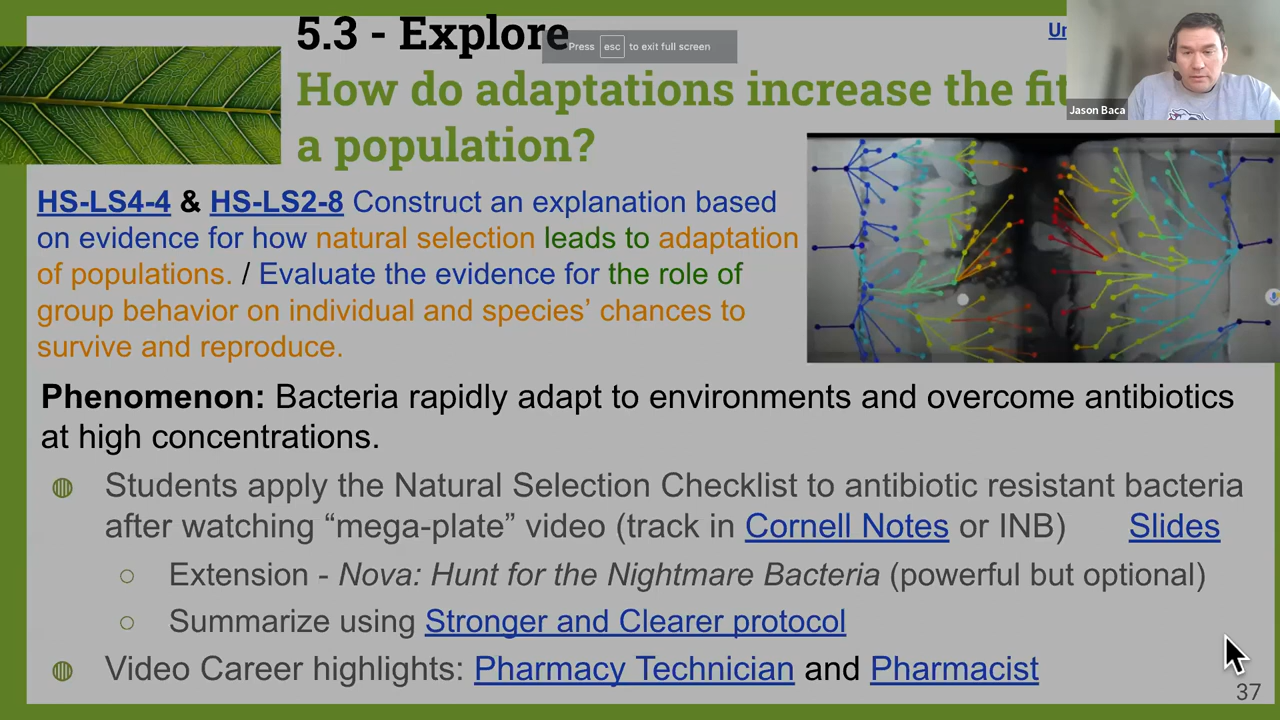 5.3 - Explore
Press esc to exit full screen
How do adaptations increase the
a population?
Jason Baca
HS-LS4-4 & HS-LS2-8 Construct an explanation based
on evidence for how natural selection leads to adaptation
of populations. / Evaluate the evidence for the role of
group behavior on individual and species’ chances to
survive and reproduce.
Phenomenon: Bacteria rapidly adapt to environments and overcome antibiotics
at high concentrations.
Students apply the Natural Selection Checklist to antibiotic resistant bacteria
after watching “mega-plate” video (track in Cornell Notes or INB) Slides
Extension - Nova: Hunt for the Nightmare Bacteria (powerful but optional)
Summarize using Stronger and Clearer protocol
Video Career highlights: Pharmacy Technician and Pharmacist
37